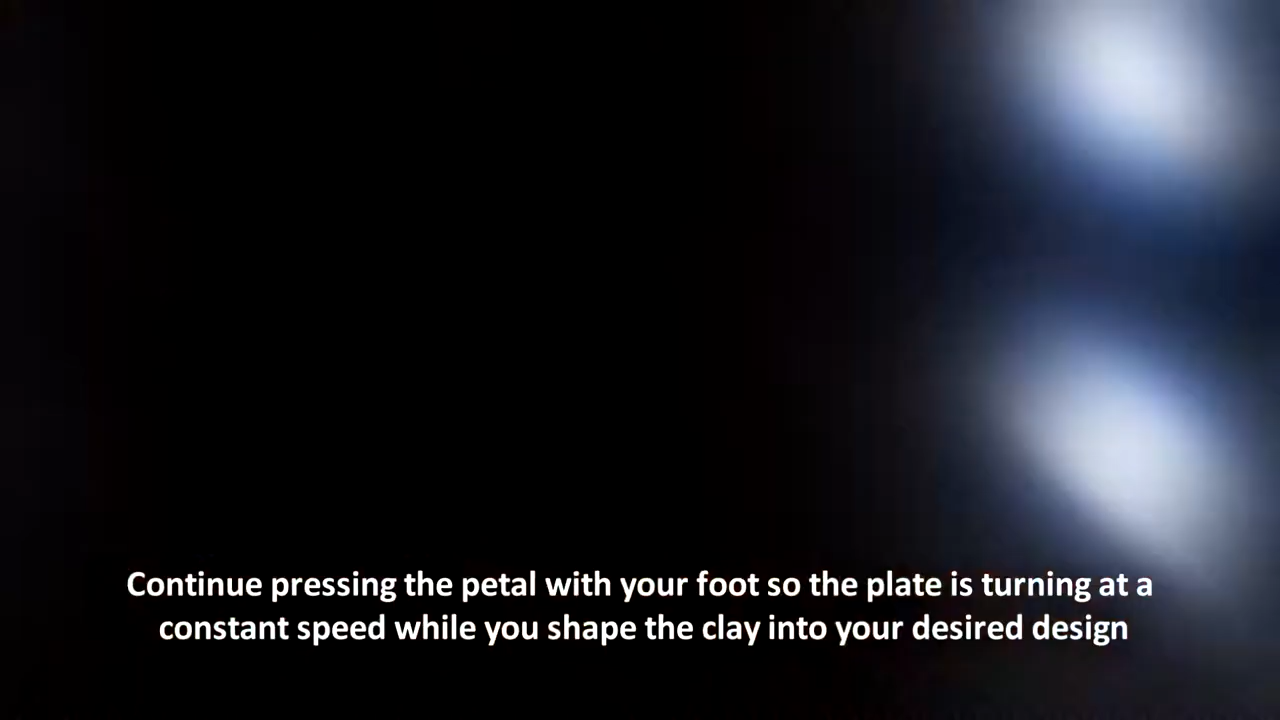 Continue pressing the petal with your foot so the plate is turning at a
constant speed while you shape the clay into your desired design